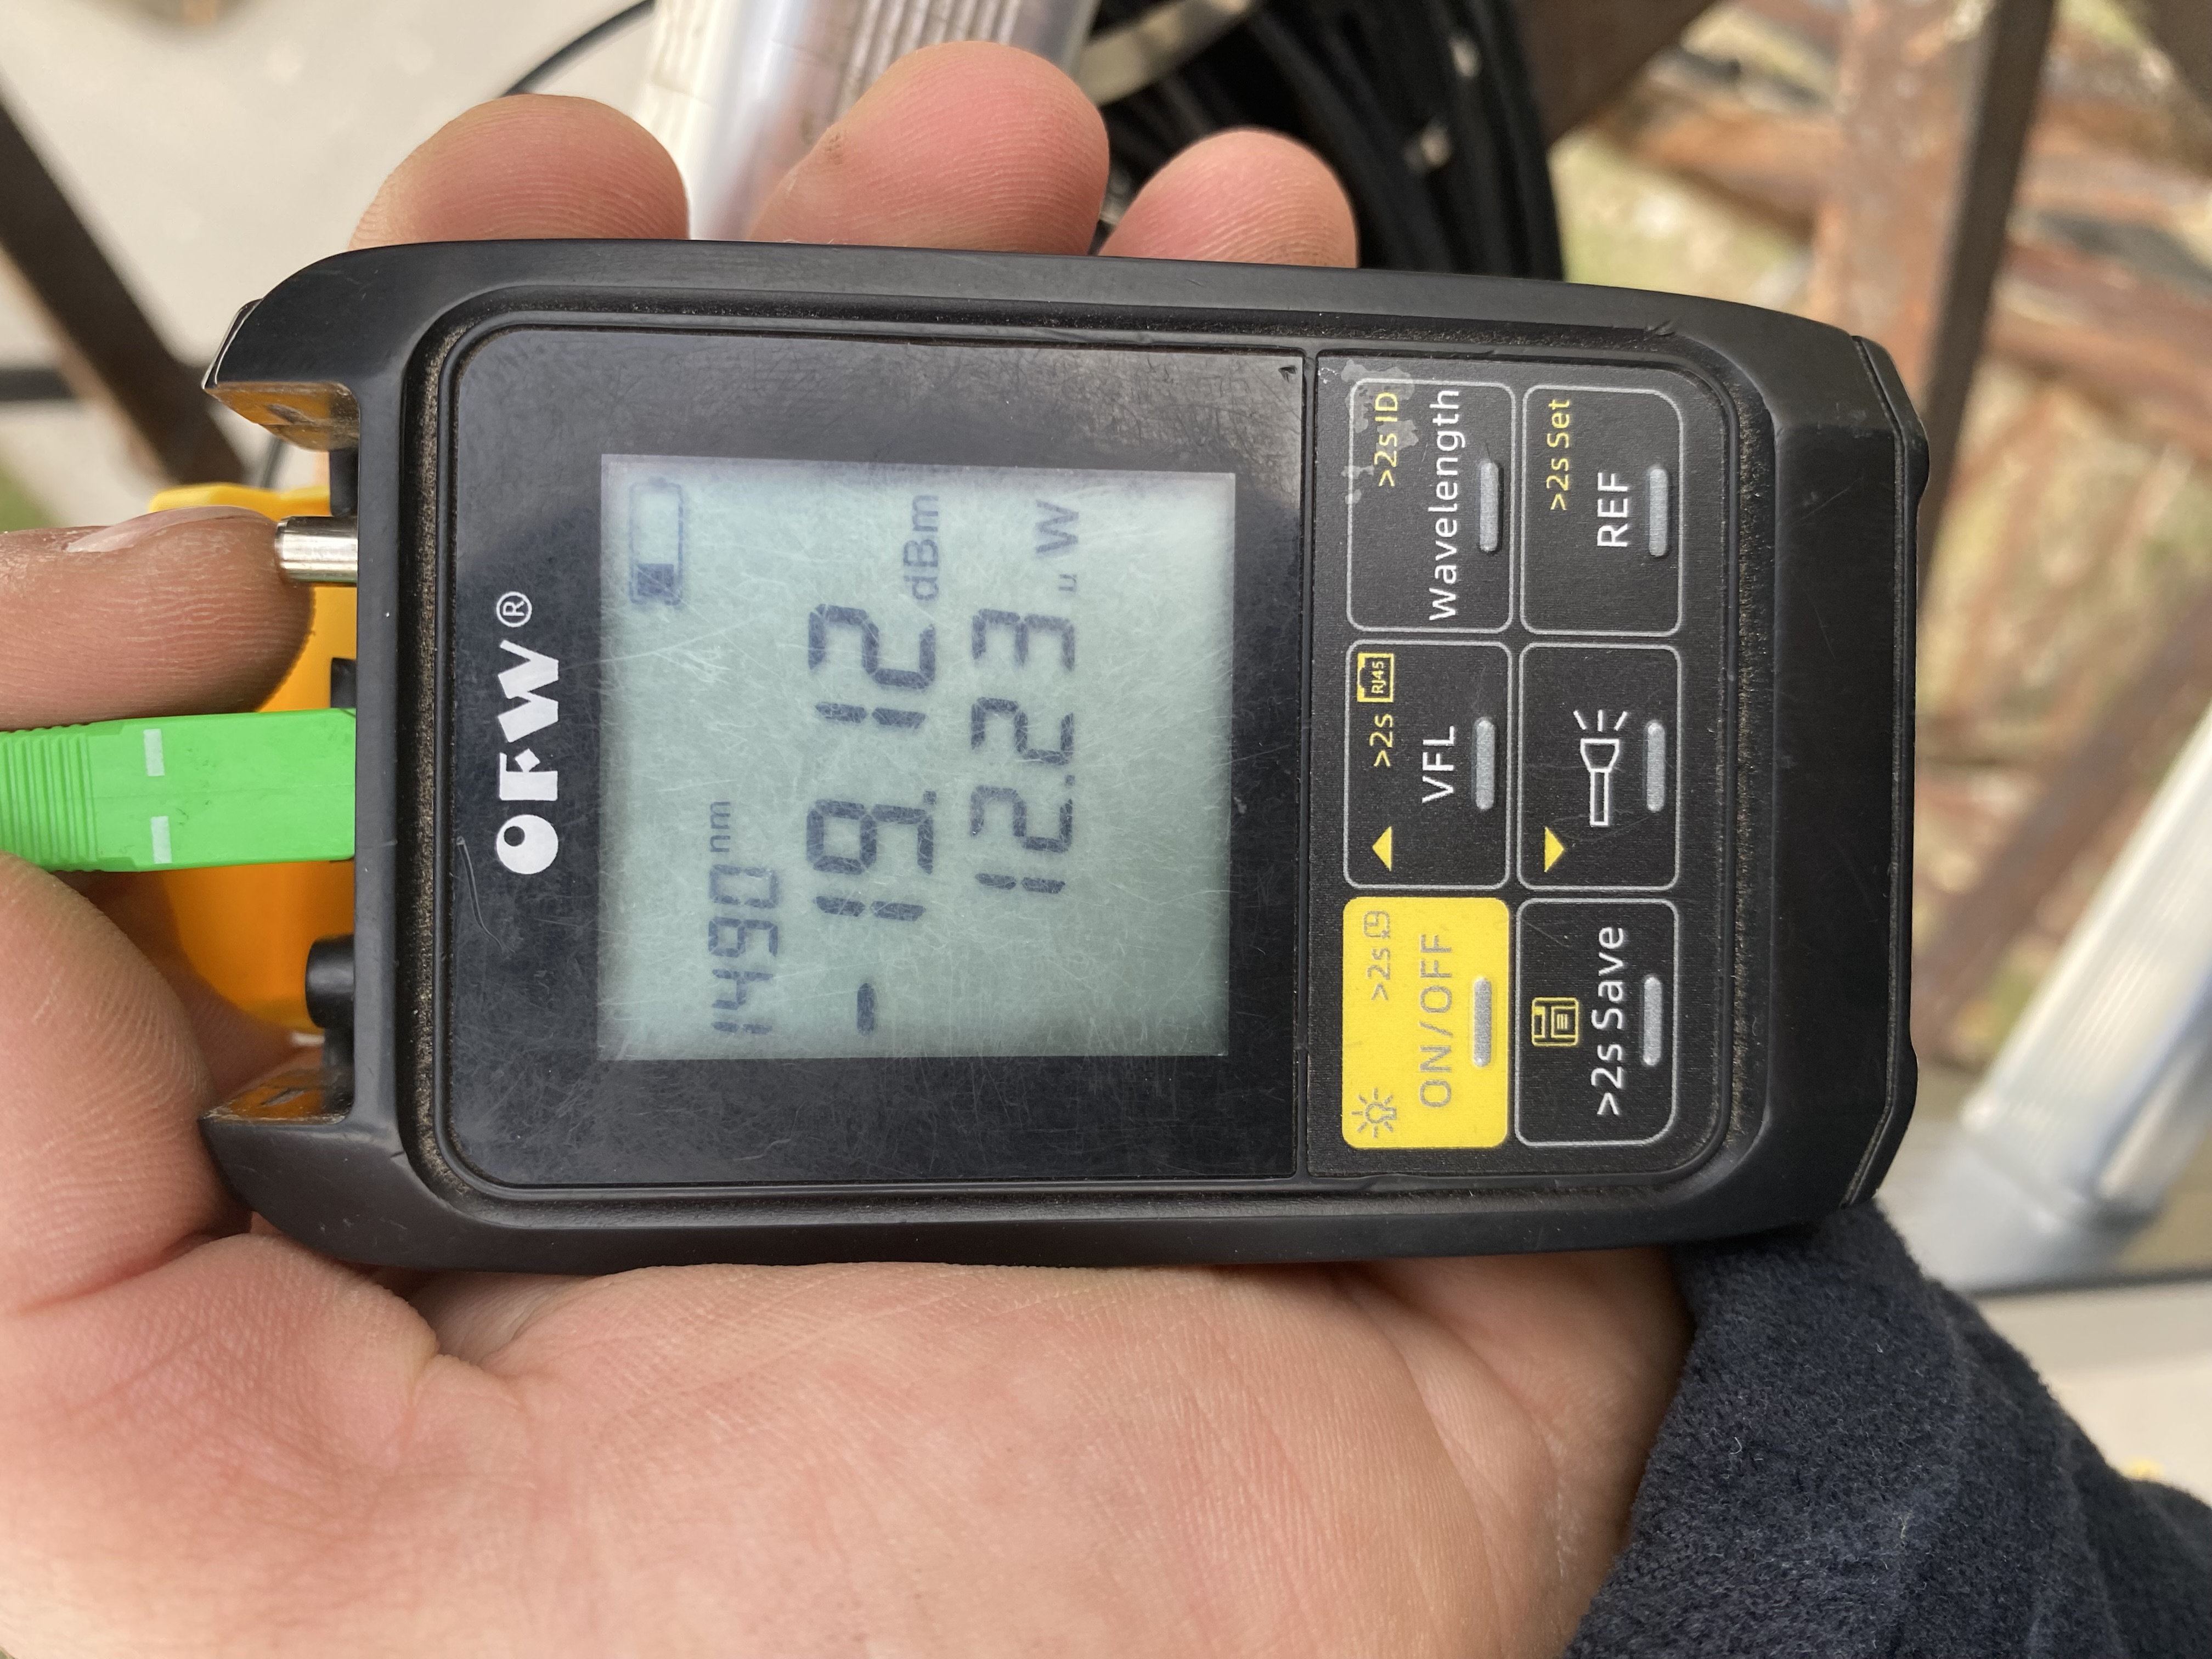 OFW®
1490nm
-19.12 dBm
12.23 uW
>2s
ON/OFF
>2s RJ45
VFL
>2s ID
Wavelength
>2s Save
>2s Set
REF